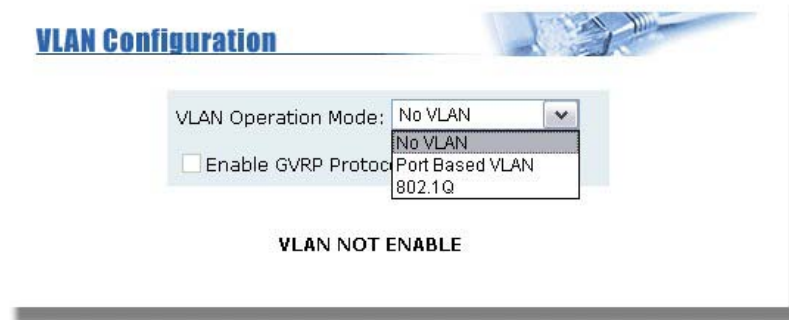 VLAN Configuration
VLAN Operation Mode: No VLAN
No VLAN
Enable GVRP Protoc
Port Based VLAN
802.1Q
VLAN NOT ENABLE